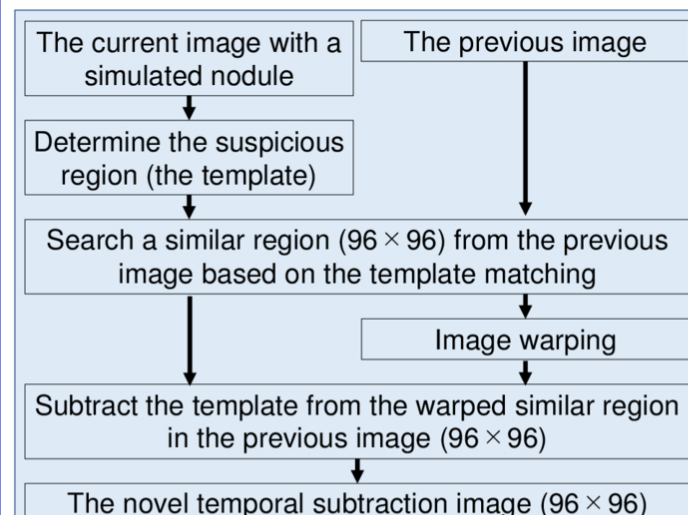 The current image with a
simulated nodule
The previous image
Determine the suspicious
region (the template)
Search a similar region (96×96) from the previous
image based on the template matching
Image warping
Subtract the template from the warped similar region
in the previous image (96×96)
The novel temporal subtraction image (96×96)